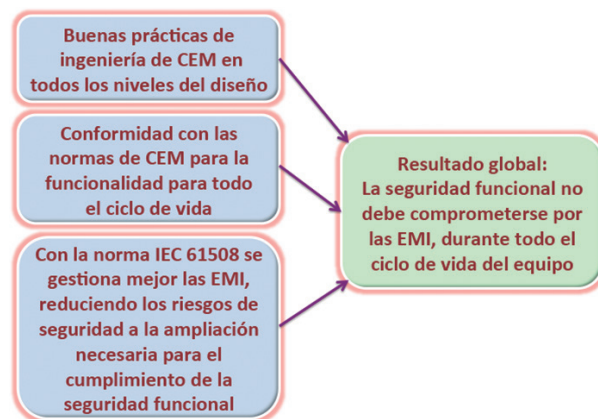 Buenas prácticas de
ingeniería de CEM en
todos los niveles del diseño
Conformidad con las
normas de CEM para la
funcionalidad para todo
el ciclo de vida
Con la norma IEC 61508 se
gestiona mejor las EMI,
reduciendo los riesgos de
seguridad a la ampliación
necesaria para el
cumplimiento de la
seguridad funcional
Resultado global:
La seguridad funcional no
debe comprometerse por
las EMI, durante todo el
ciclo de vida del equipo